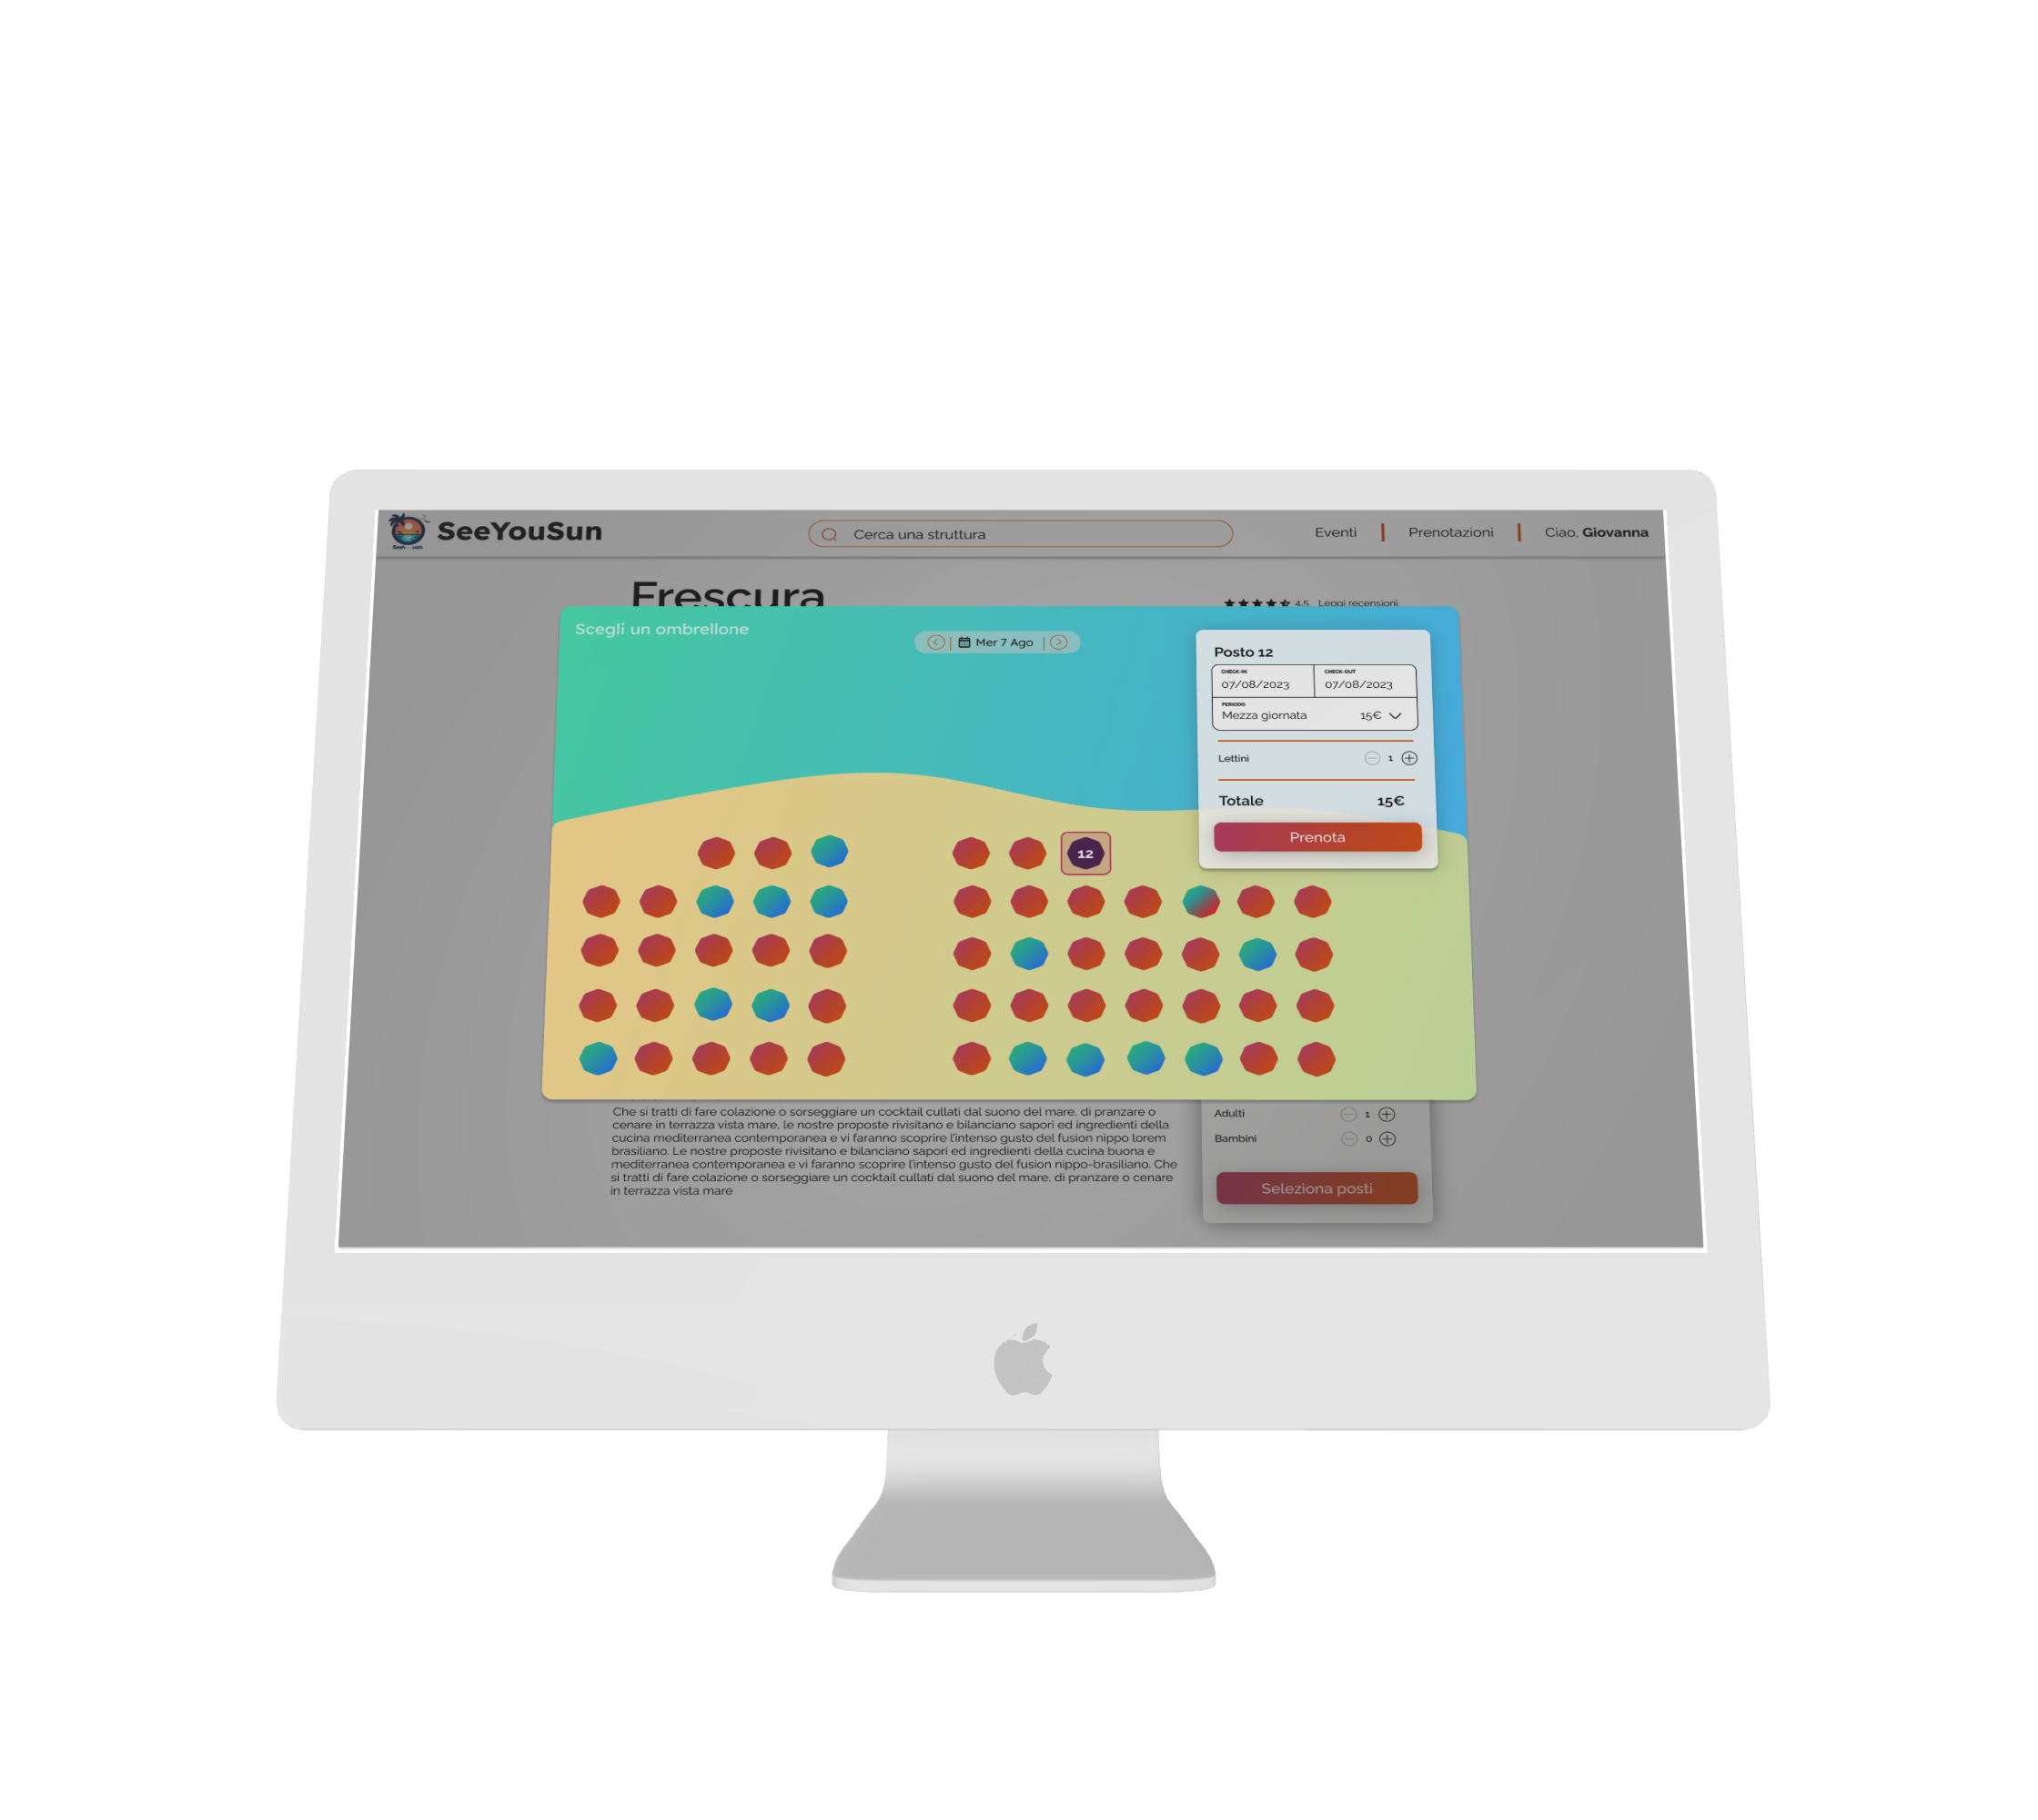 SeeYouSun
Cerca una struttura
Eventi
Prenotazioni
Ciao, Giovanna
Frescura
4,5 Leggi recensioni
Scegli un ombrellone
Mer 7 Ago
Posto 12
CHECK-IN
07/08/2023
CHECK-OUT
07/08/2023
PERIODO
Mezza giornata 15€
Lettini 1
Totale 15€
Prenota
12
Che si tratti di fare colazione o sorseggiare un cocktail cullati dal suono del mare, di pranzare o
cenare in terrazza vista mare, le nostre proposte rivisitano e bilanciano sapori ed ingredienti della
cucina mediterranea contemporanea e vi faranno scoprire l'intenso gusto del fusion nippo lorem
brasiliano. Le nostre proposte rivisitano e bilanciano sapori ed ingredienti della cucina buona e
mediterranea contemporanea e vi faranno scoprire l'intenso gusto del fusion nippo-brasiliano. Che
si tratti di fare colazione o sorseggiare un cocktail cullati dal suono del mare, di pranzare o cenare
in terrazza vista mare
Adulti 1
Bambini 0
Seleziona posti